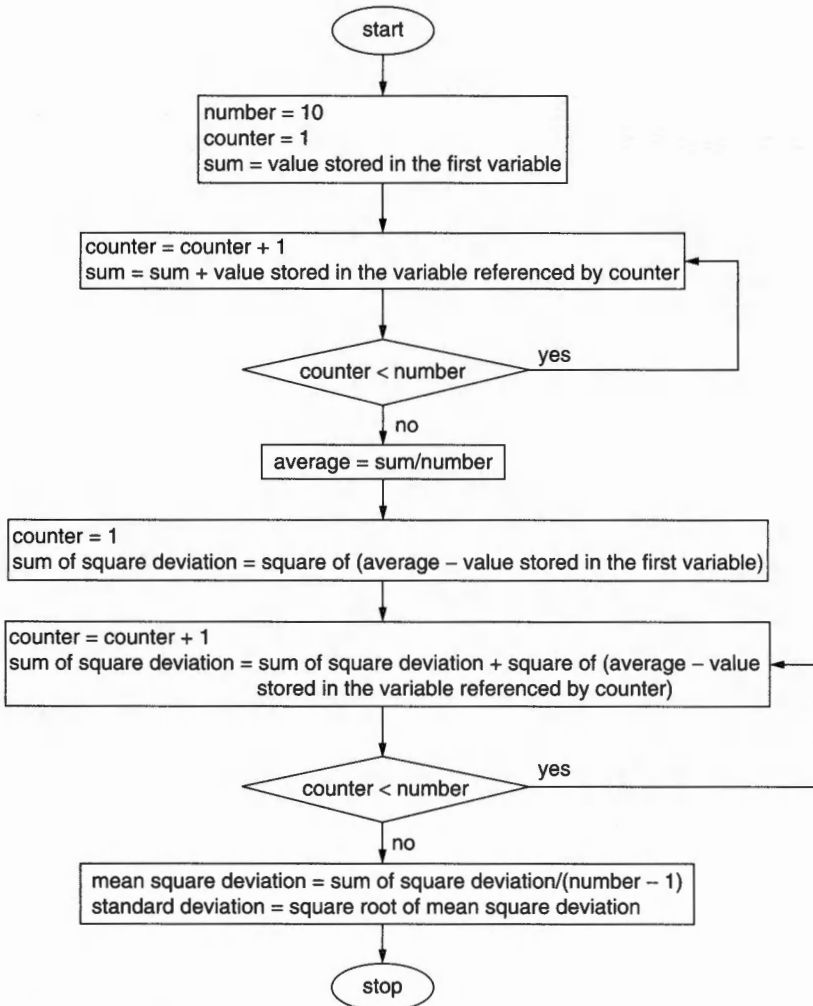 start
number = 10
counter = 1
sum = value stored in the first variable
counter = counter + 1
sum = sum + value stored in the variable referenced by counter
counter < number
yes
no
average = sum/number
counter = 1
sum of square deviation = square of (average – value stored in the first variable)
counter = counter + 1
sum of square deviation = sum of square deviation + square of (average – value
stored in the variable referenced by counter)
counter < number
yes
no
mean square deviation = sum of square deviation/(number – 1)
standard deviation = square root of mean square deviation
stop